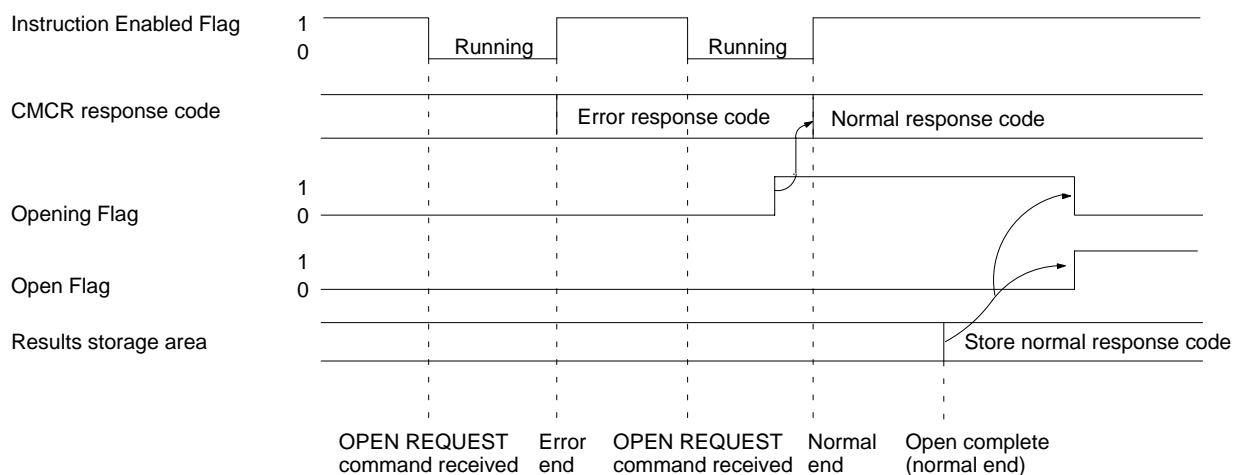 Instruction Enabled Flag
1
0
Running
Running
CMCR response code
Error response code
Normal response code
Opening Flag
1
0
Open Flag
1
0
Results storage area
Store normal response code
OPEN REQUEST
command received
Error
end
OPEN REQUEST
command received
Normal
end
Open complete
(normal end)